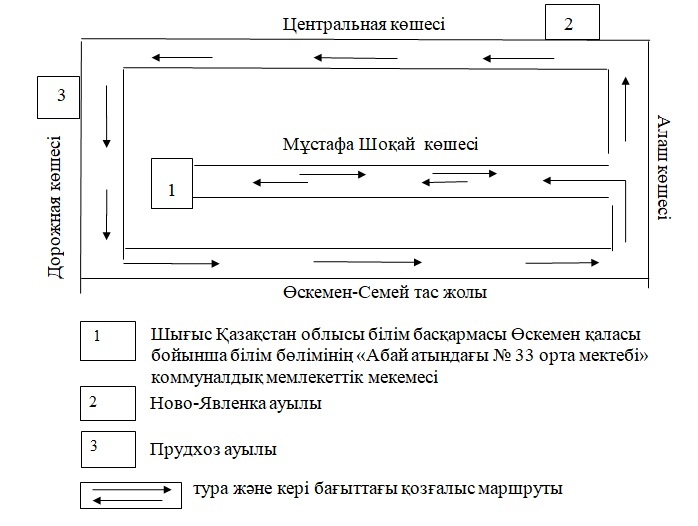 Центральная көшесі
2
3
Дорожная көшесі
Мұстафа Шоқай көшесі
1
Алаш көшесі
Өскемен-Семей тас жолы
1
Шығыс Қазақстан облысы білім басқармасы Өскемен қаласы
бойынша білім бөлімінің «Абай атындағы № 33 орта мектебі»
коммуналдық мемлекеттік мекемесі
2
Ново-Явленка ауылы
3
Прудхоз ауылы
тура және кері бағыттағы қозғалыс маршруты